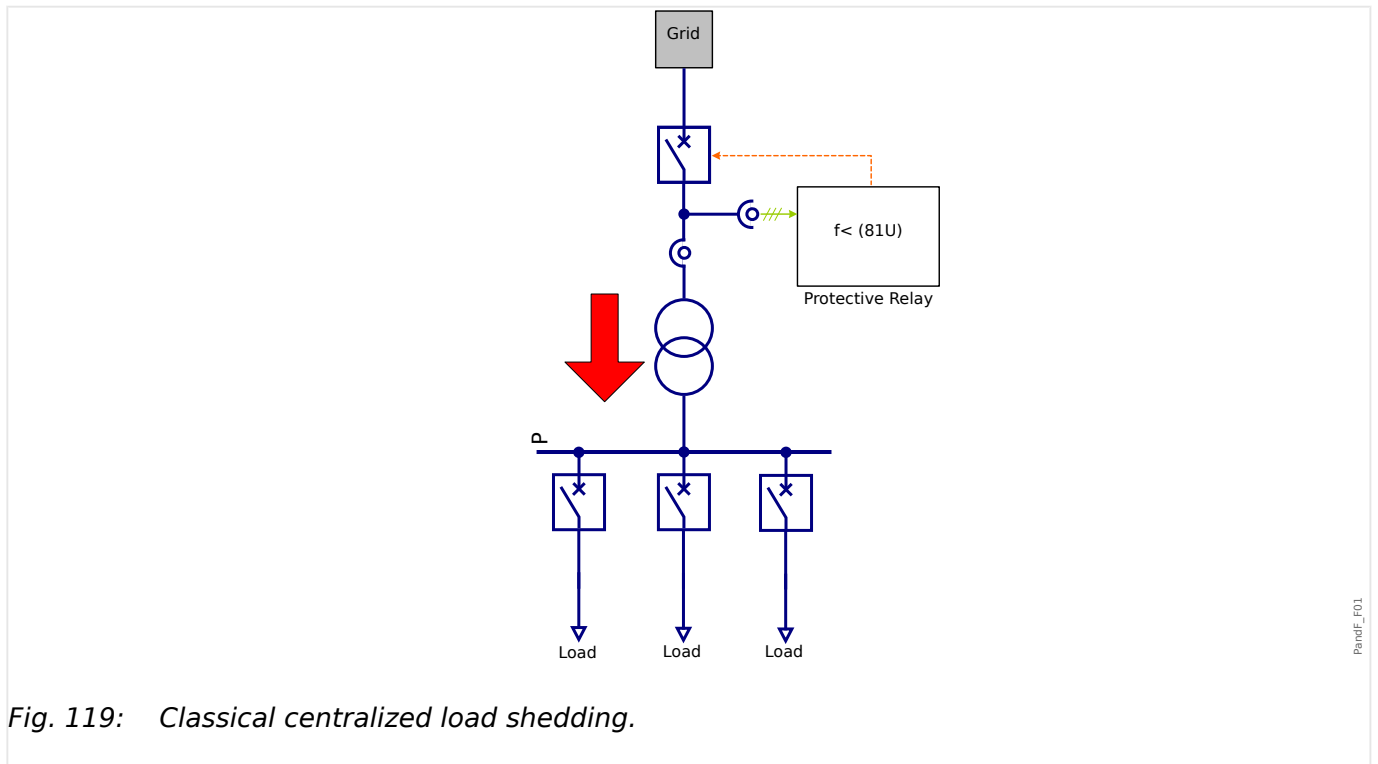 Grid
f< (81U)
Protective Relay
P
Load
Load
Load
PandF_F01
Fig. 119: Classical centralized load shedding.